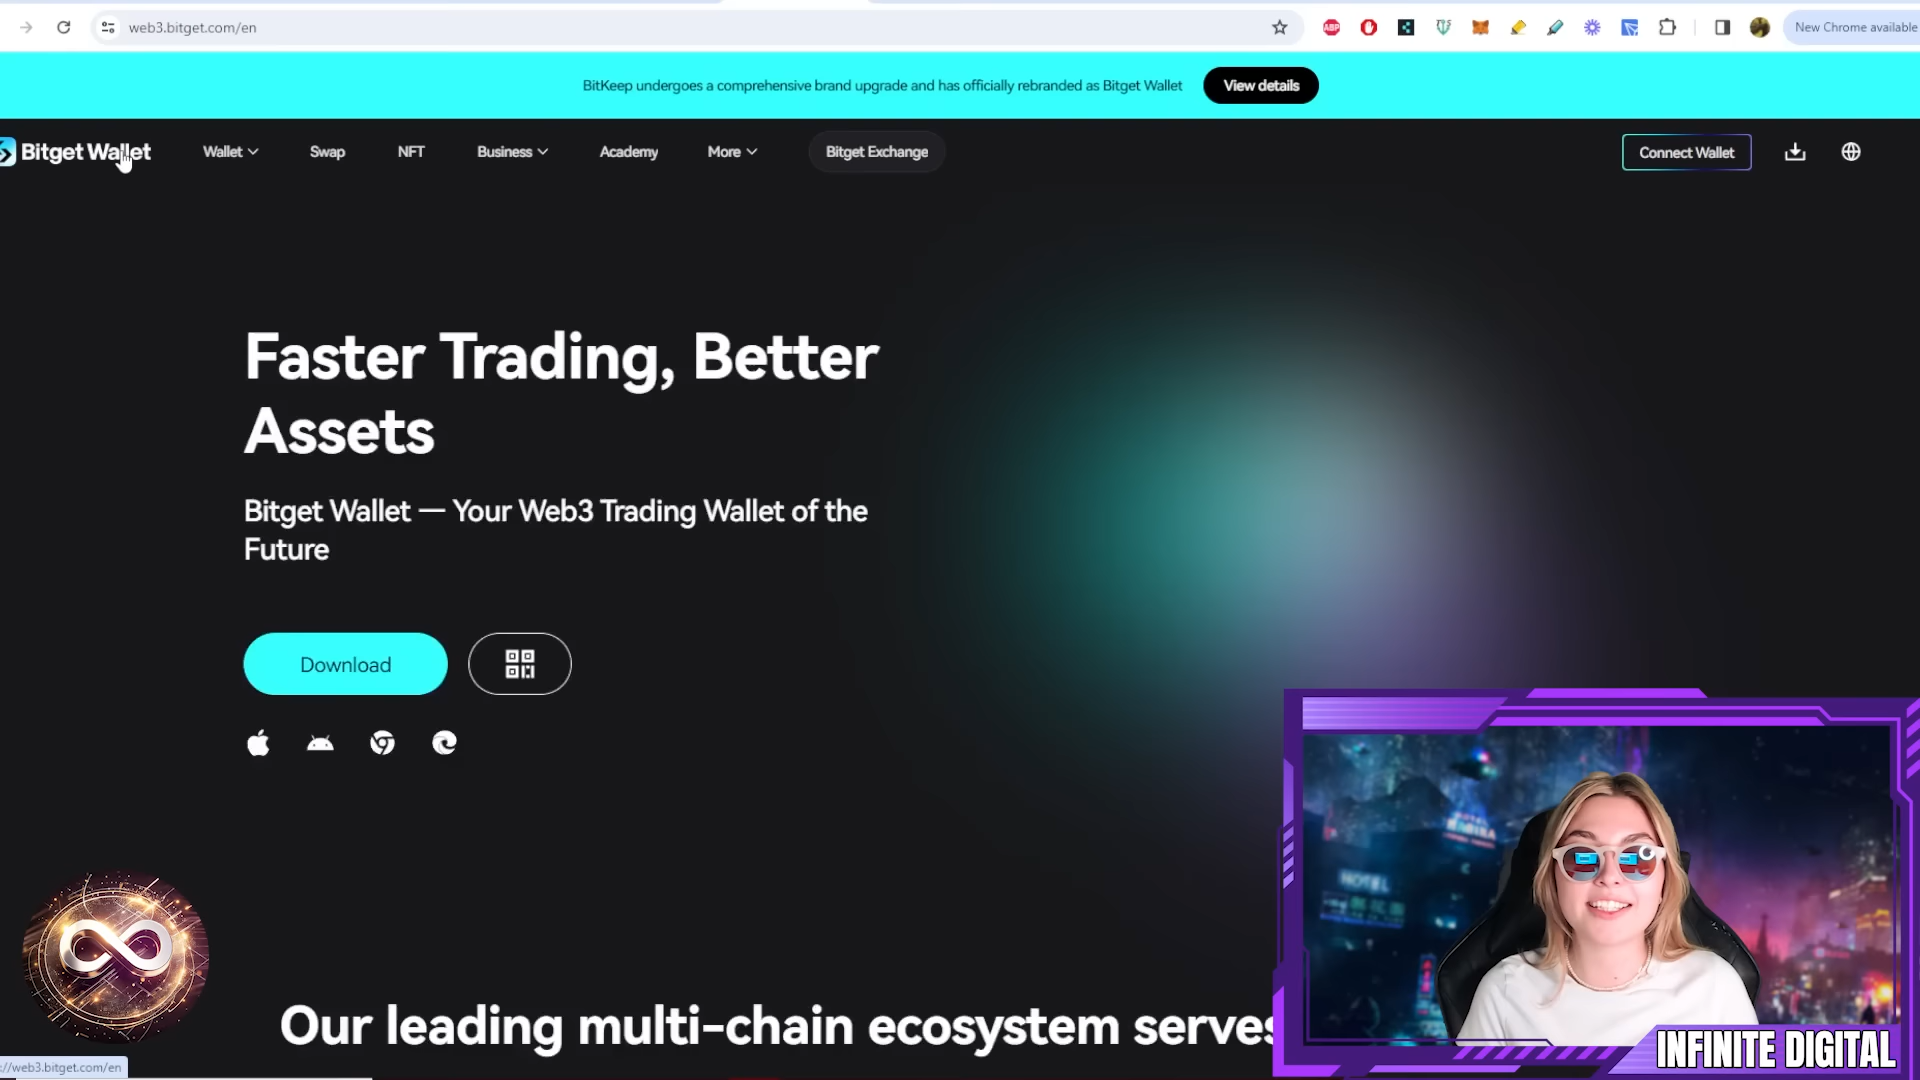 web3.bitget.com/en
ABP
New Chrome available
BitKeep undergoes a comprehensive brand upgrade and has officially rebranded as Bitget Wallet
View details
Bitget Wallet
Wallet
Swap
NFT
Business
Academy
More
Bitget Exchange
Connect Wallet
Faster Trading, Better
Assets
Bitget Wallet — Your Web3 Trading Wallet of the
Future
Download
HOTEL
Our leading multi-chain ecosystem serves
INFINITE DIGITAL
://web3.bitget.com/en